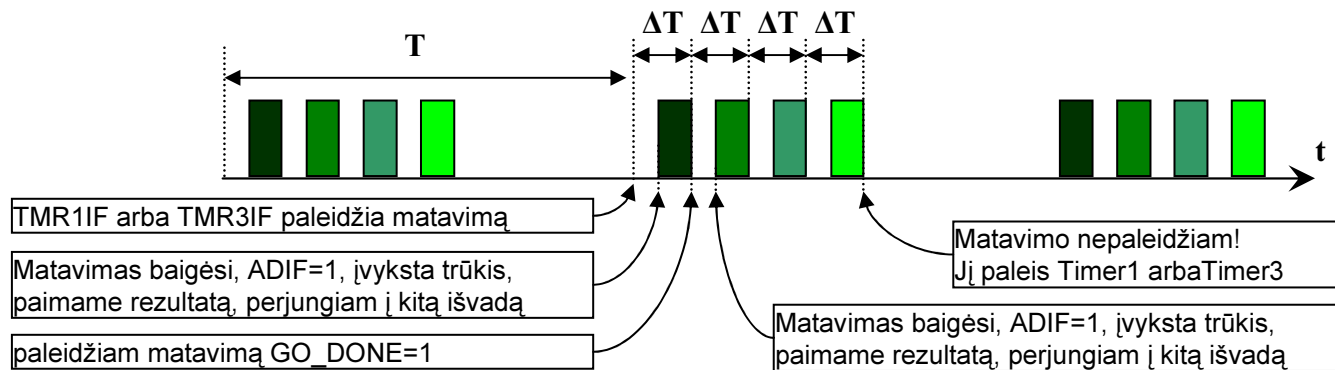 T
ΔT ΔT ΔT ΔT
t
TMR1IF arba TMR3IF paleidžia matavimą
Matavimas baigėsi, ADIF=1, įvyksta trūkis,
paimame rezultatą, perjungiam į kitą išvadą
paleidžiam matavimą GO_DONE=1
Matavimo nepaleidžiam!
Jį paleis Timer1 arbaTimer3
Matavimas baigėsi, ADIF=1, įvyksta trūkis,
paimame rezultatą, perjungiam į kitą išvadą